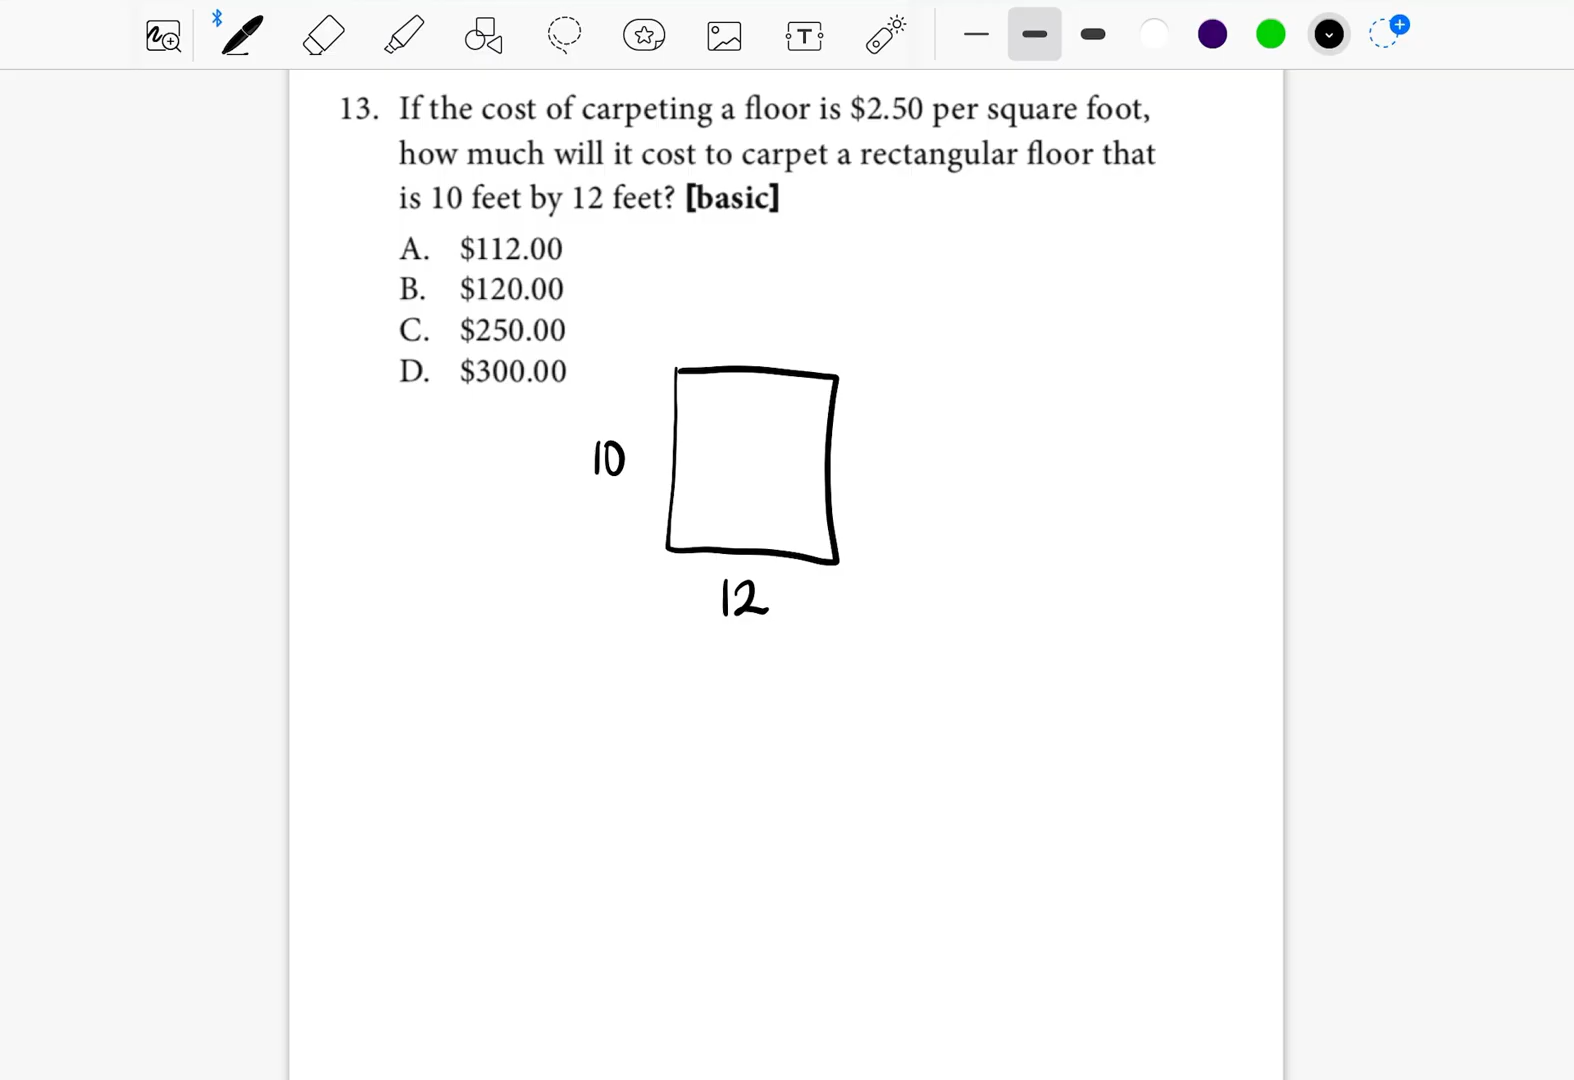 13. If the cost of carpeting a floor is $2.50 per square foot,
how much will it cost to carpet a rectangular floor that
is 10 feet by 12 feet? [basic]
A. $112.00
B. $120.00
C. $250.00
D. $300.00
10
12